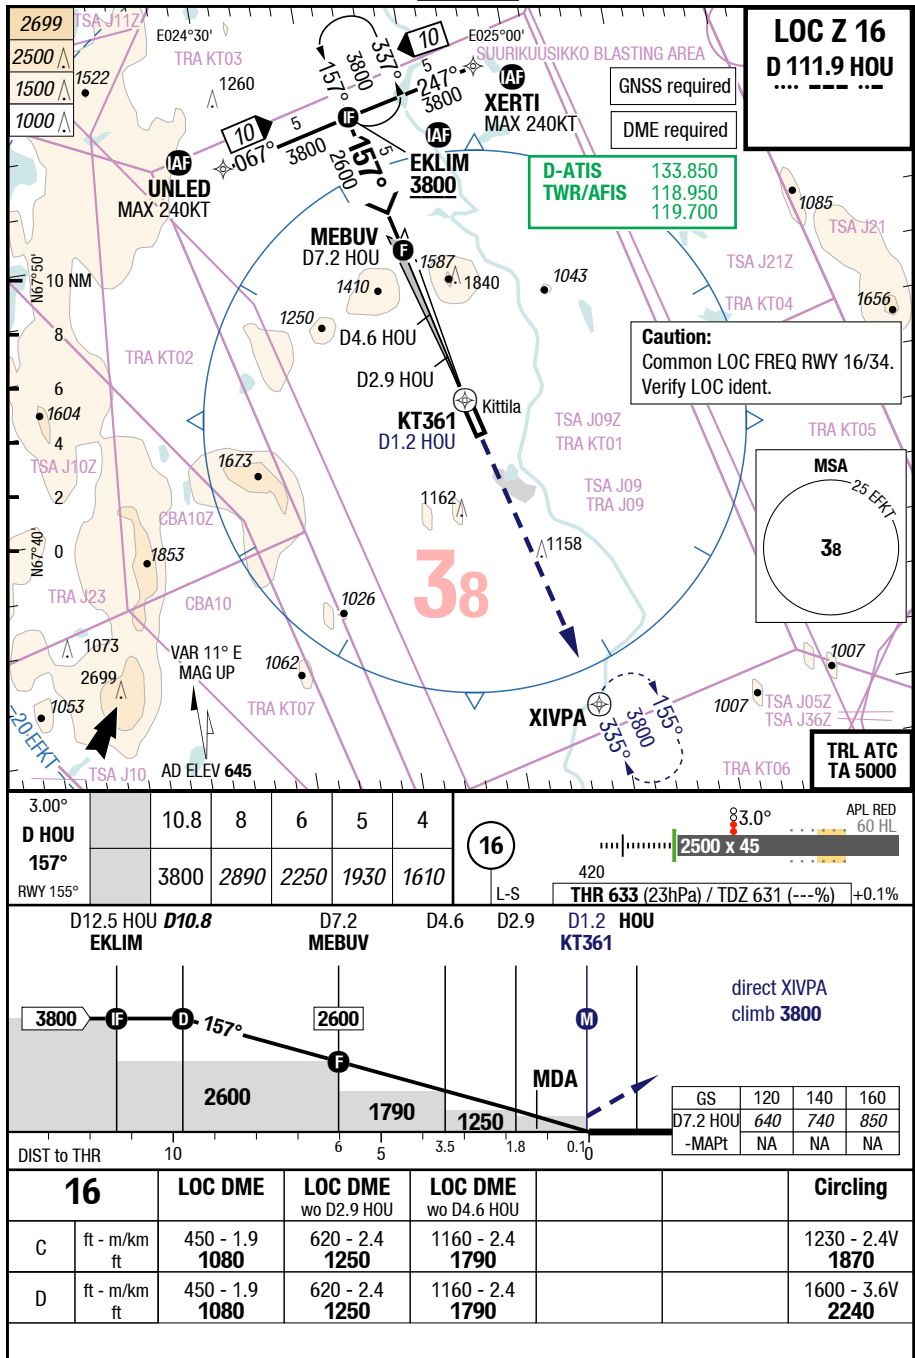 2699
2500
1500
1000
TSA J11Z
E024°30'
TRA KT03
1522
1260
E025°00'
SUURIKUUSIKKO BLASTING AREA
LOC Z 16
D 111.9 HOU
GNSS required
DME required
10
337°
3800
157°
5
247°
3800
IAF
XERTI
MAX 240KT
IF
10
5
067°
3800
IAF
UNLED
MAX 240KT
157°
2600
5
IAF
EKLIM
3800
D-ATIS 133.850
TWR/AFIS 118.950
119.700
1085
TSA J21
MEBUV
D7.2 HOU
F
1587
1840
1410
1250
1043
TSA J21Z
TRA KT04
1656
N67°50'
10 NM
8
6
4
2
0
N67°40'
D4.6 HOU
D2.9 HOU
TRA KT02
Caution:
Common LOC FREQ RWY 16/34.
Verify LOC ident.
KT361
D1.2 HOU
Kittila
1604
TSA J09Z
TRA KT01
TRA KT05
TSA J10Z
1673
TSA J09
TRA J09
MSA
25 EFKT
38
CBA10Z
1162
1158
1853
38
TRA J23
CBA10
1026
1073
2699
1053
VAR 11° E
MAG UP
1062
TRA KT07
1007
1007
TSA J05Z
TSA J36Z
XIVPA
155°
3800
335°
20 EFKT
TSA J10
AD ELEV 645
TRA KT06
TRL ATC
TA 5000
3.00°
D HOU 10.8 8 6 5 4
157°
RWY 155° 3800 2890 2250 1930 1610
16
L-S
420
3.0°
2500 x 45
APL RED
60 HL
THR 633 (23hPa) / TDZ 631 (---%) +0.1%
D12.5 HOU D10.8 D7.2 D4.6 D2.9 D1.2 HOU
EKLIM MEBUV KT361
direct XIVPA
climb 3800
3800 IF D 157° 2600 M
F
2600
1790
1250
MDA
GS 120 140 160
D7.2 HOU 640 740 850
-MAPt NA NA NA
DIST to THR 10 6 5 3.5 1.8 0.1 0
16 LOC DME LOC DME LOC DME Circling
wo D2.9 HOU wo D4.6 HOU
C ft - m/km 450 - 1.9 620 - 2.4 1160 - 2.4 1230 - 2.4V
ft 1080 1250 1790 1870
D ft - m/km 450 - 1.9 620 - 2.4 1160 - 2.4 1600 - 3.6V
ft 1080 1250 1790 2240